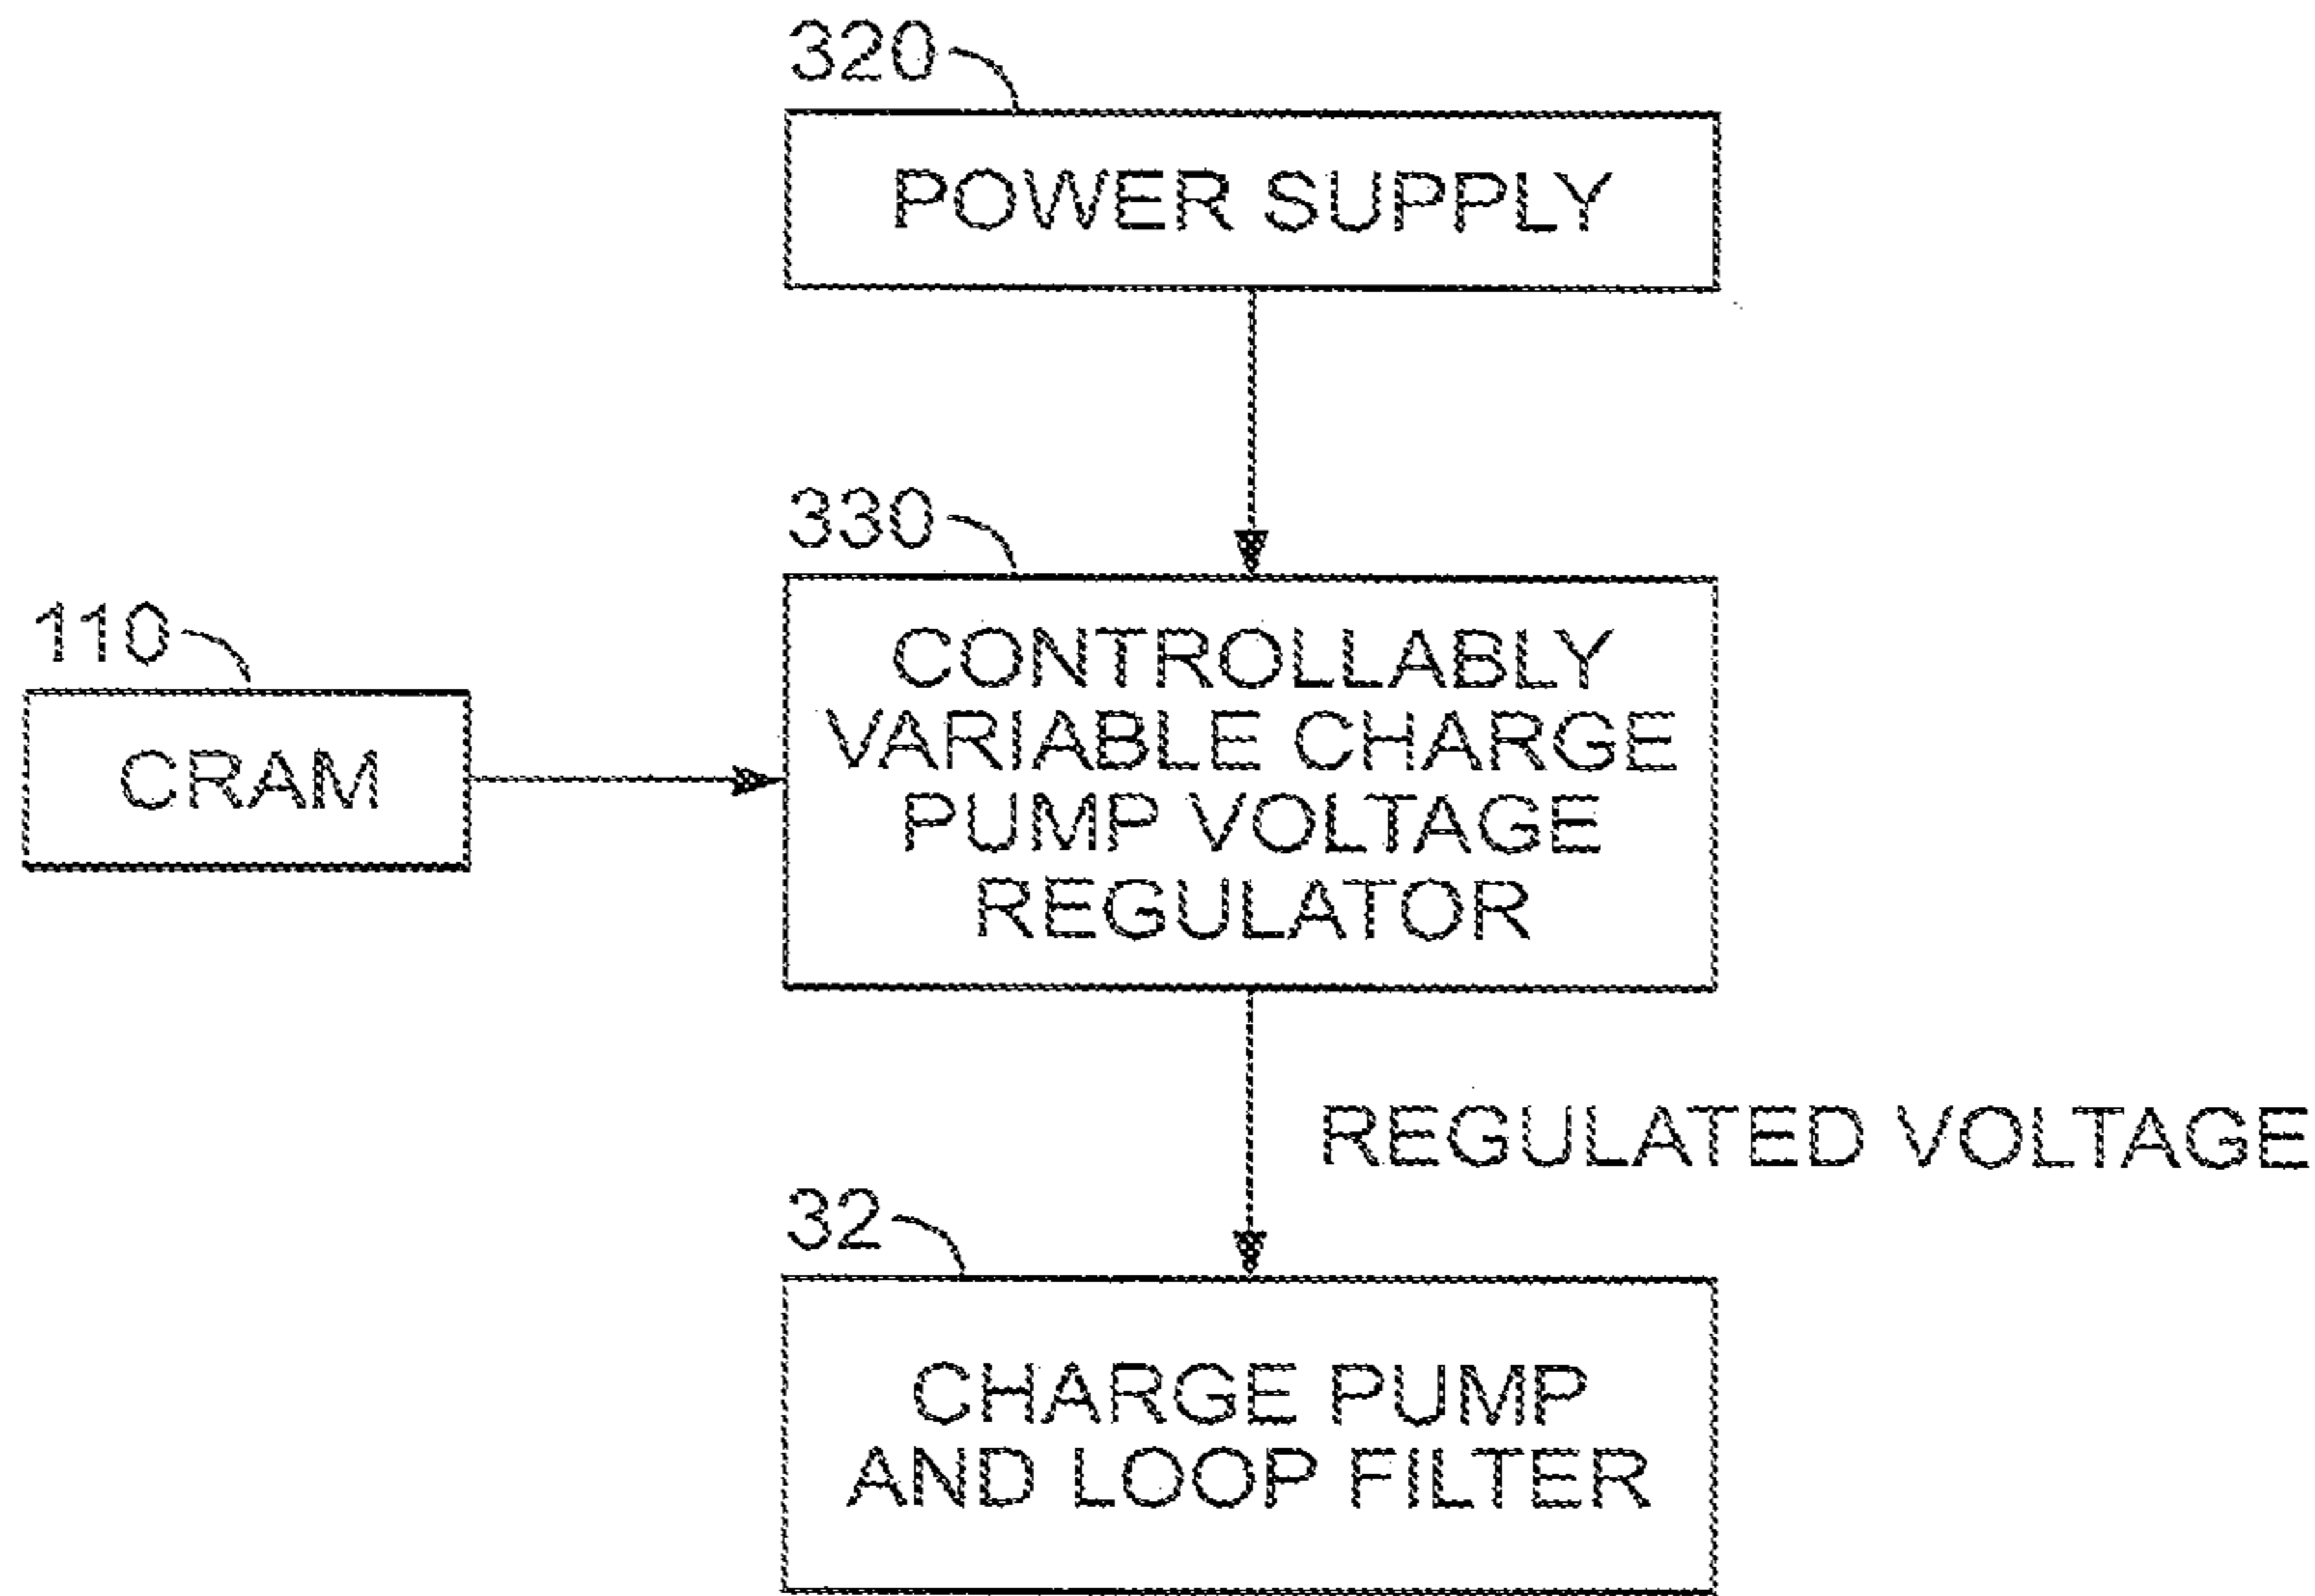 320
POWER SUPPLY
330
CONTROLLABLY
VARIABLE CHARGE
PUMP VOLTAGE
REGULATOR
110
CRAM
REGULATED VOLTAGE
32
CHARGE PUMP
AND LOOP FILTER